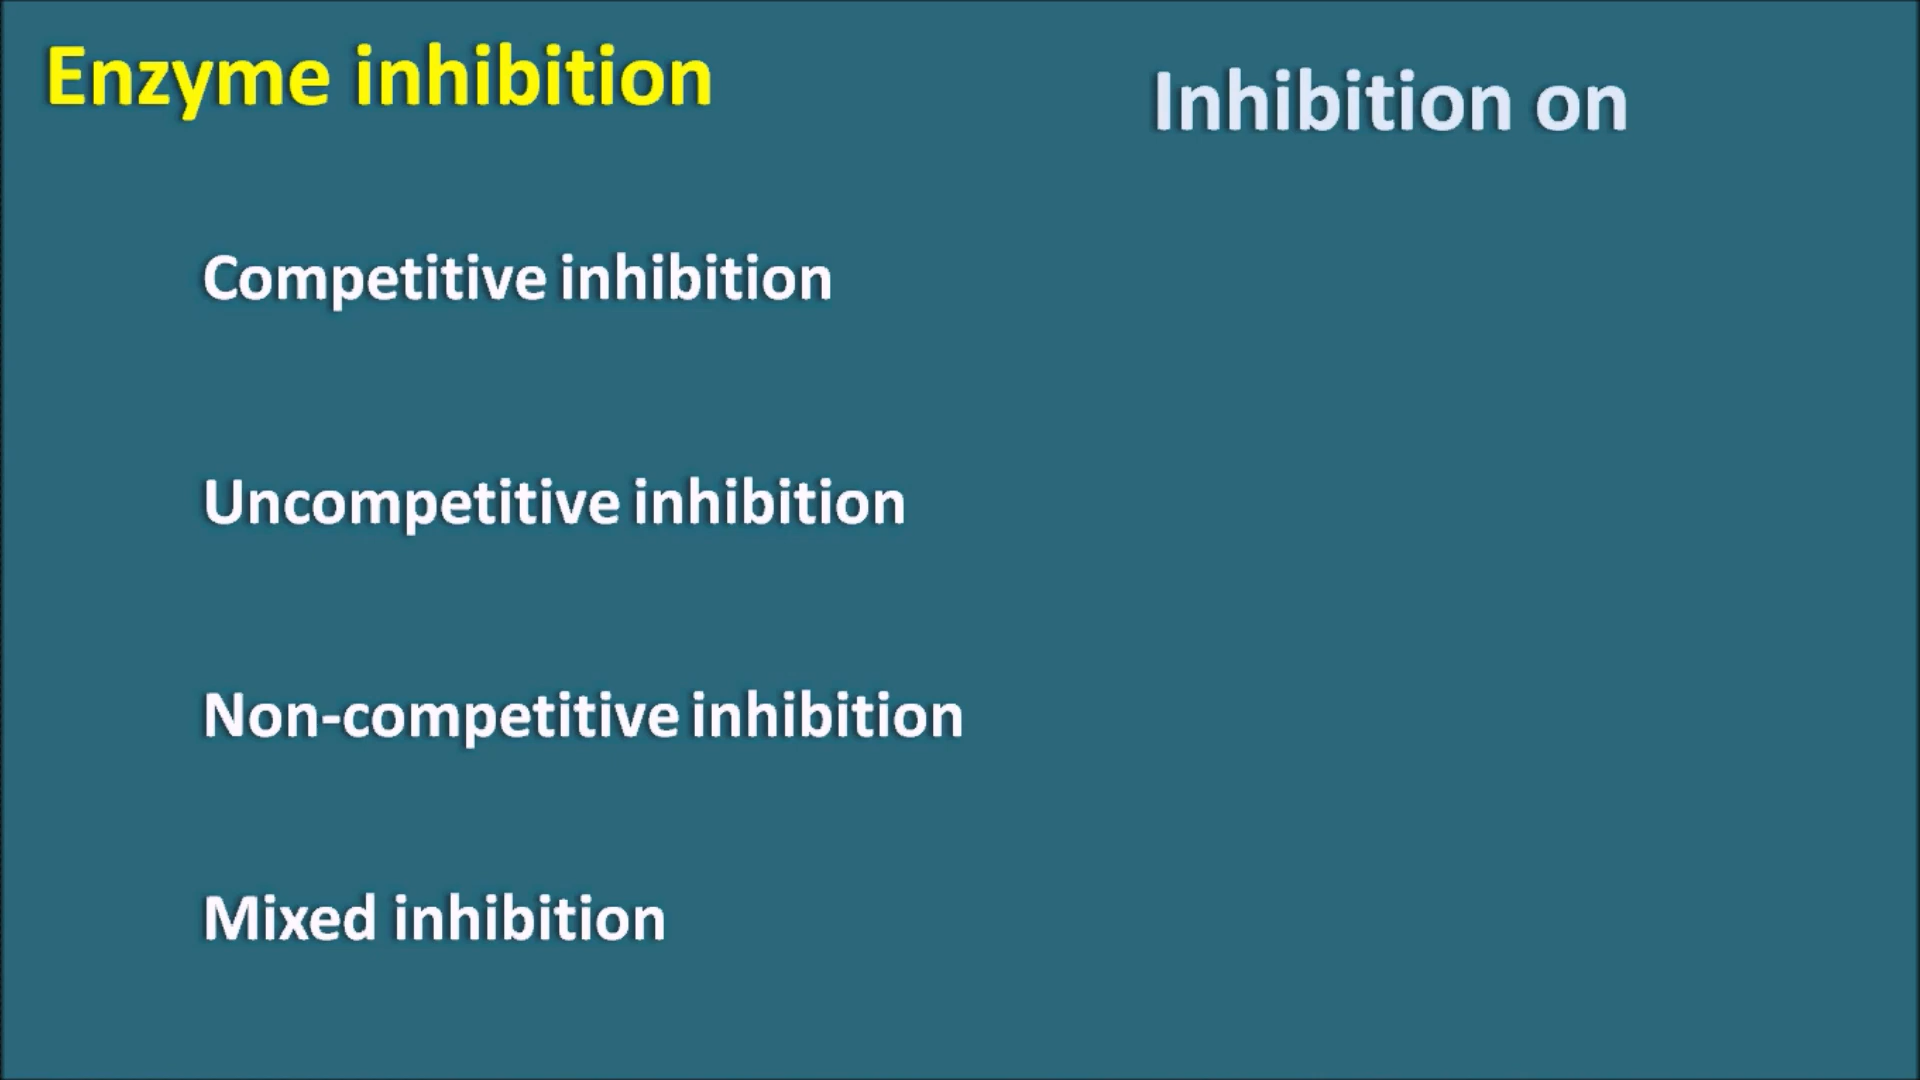 Enzyme inhibition
Inhibition on
Competitive inhibition
Uncompetitive inhibition
Non-competitive inhibition
Mixed inhibition